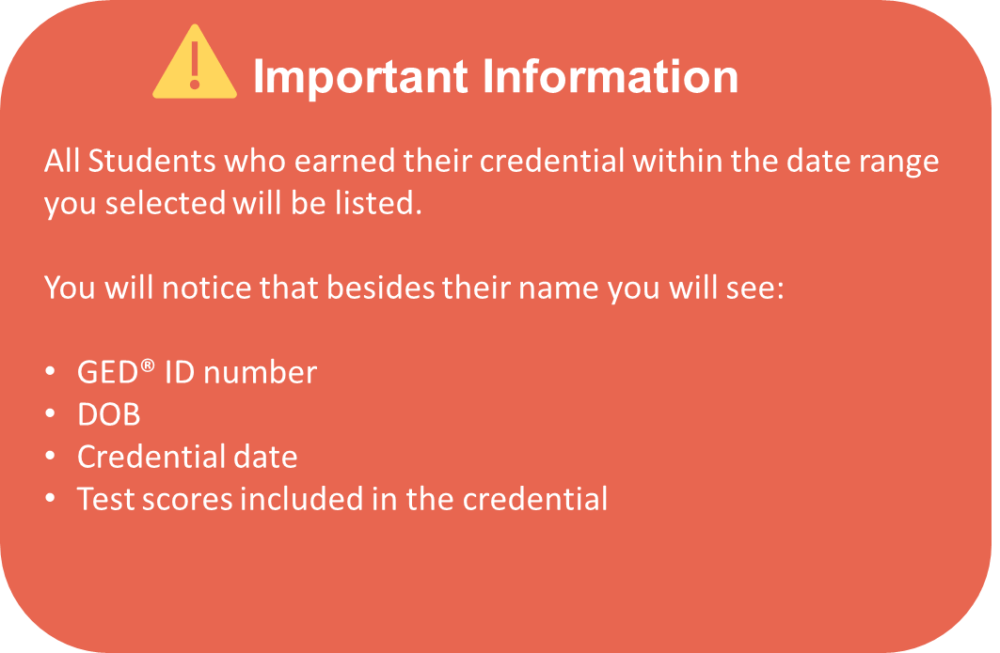 Important Information
All Students who earned their credential within the date range
you selected will be listed.
You will notice that besides their name you will see:
• GED® ID number
• DOB
• Credential date
• Test scores included in the credential